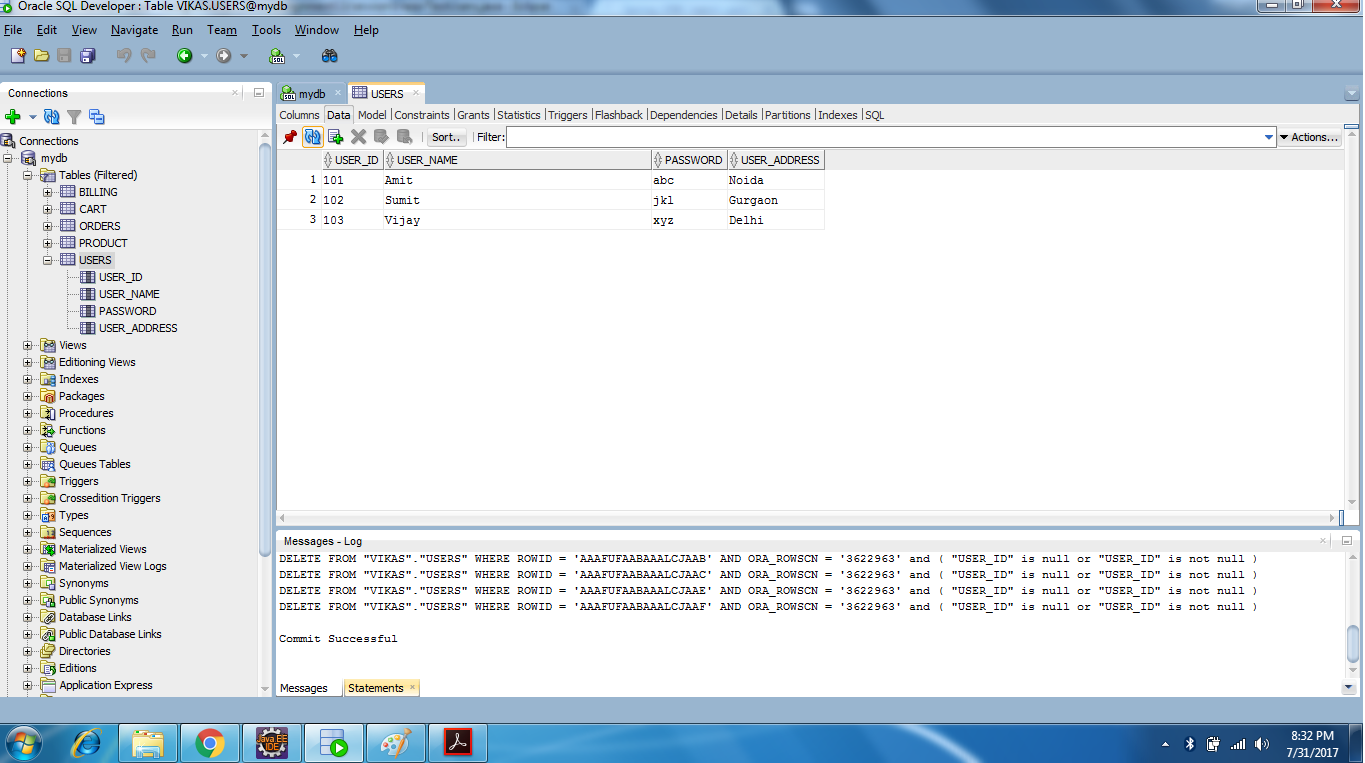 Oracle SQL Developer : Table VIKAS.USERS@mydb
File Edit View Navigate Run Team Tools Window Help
Connections
Connections
mydb
Tables (Filtered)
BILLING
CART
ORDERS
PRODUCT
USERS
USER_ID
USER_NAME
PASSWORD
USER_ADDRESS
Views
Editioning Views
Indexes
Packages
Procedures
Functions
Queues
Queues Tables
Triggers
Crossedition Triggers
Types
Sequences
Materialized Views
Materialized View Logs
Synonyms
Public Synonyms
Database Links
Public Database Links
Directories
Editions
Application Express
mydb USERS
Columns Data Model Constraints Grants Statistics Triggers Flashback Dependencies Details Partitions Indexes SQL
Sort.. Filter: Actions...
USER_ID USER_NAME PASSWORD USER_ADDRESS
1 101 Amit abc Noida
2 102 Sumit jkl Gurgaon
3 103 Vijay xyz Delhi
Messages - Log
DELETE FROM "VIKAS"."USERS" WHERE ROWID = 'AAAFUFAABAAALCJAAB' AND ORA_ROWSCN = '3622963' and ( "USER_ID" is null or "USER_ID" is not null )
DELETE FROM "VIKAS"."USERS" WHERE ROWID = 'AAAFUFAABAAALCJAAC' AND ORA_ROWSCN = '3622963' and ( "USER_ID" is null or "USER_ID" is not null )
DELETE FROM "VIKAS"."USERS" WHERE ROWID = 'AAAFUFAABAAALCJAAE' AND ORA_ROWSCN = '3622963' and ( "USER_ID" is null or "USER_ID" is not null )
DELETE FROM "VIKAS"."USERS" WHERE ROWID = 'AAAFUFAABAAALCJAAF' AND ORA_ROWSCN = '3622963' and ( "USER_ID" is null or "USER_ID" is not null )
Commit Successful
Messages Statements
Java EE
IDE
8:32 PM
7/31/2017